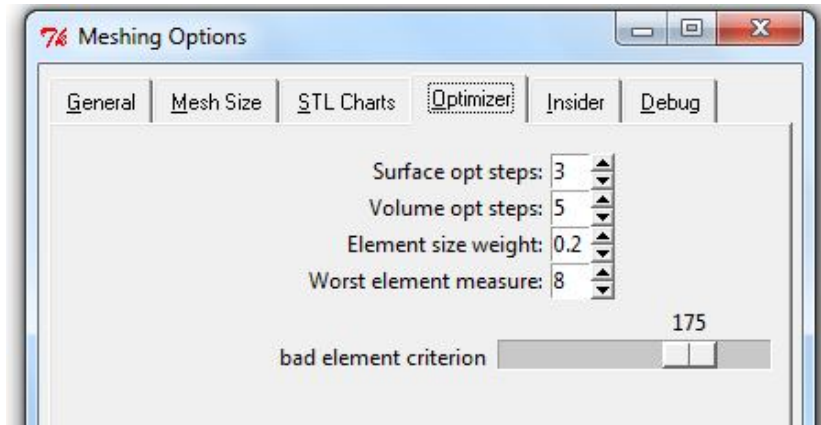 Meshing Options
General Mesh Size STL Charts Optimizer Insider Debug
Surface opt steps: 3
Volume opt steps: 5
Element size weight: 0.2
Worst element measure: 8
175
bad element criterion